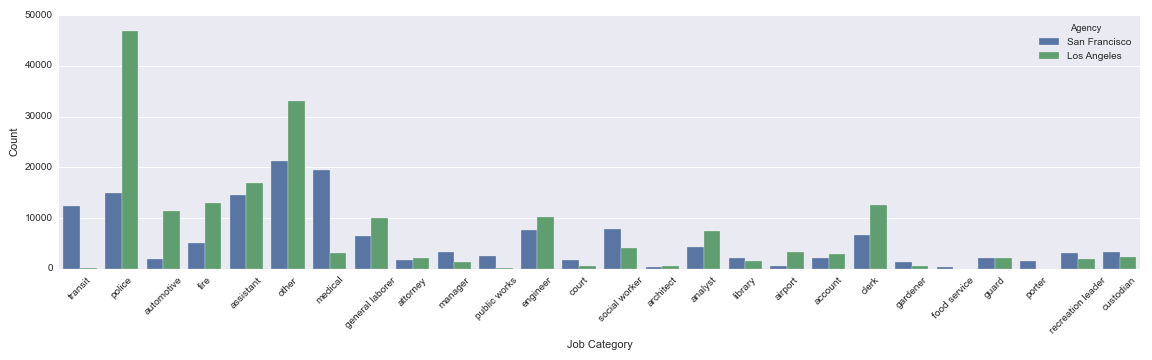 50000
40000
30000
20000
10000
0
Count
Agency
San Francisco
Los Angeles
transit
police
automotive
fire
assistant
other
medical
general laborer
attorney
manager
public works
engineer
court
social worker
architect
analyst
library
airport
account
clerk
gardener
food service
guard
porter
recreation leader
custodian
Job Category